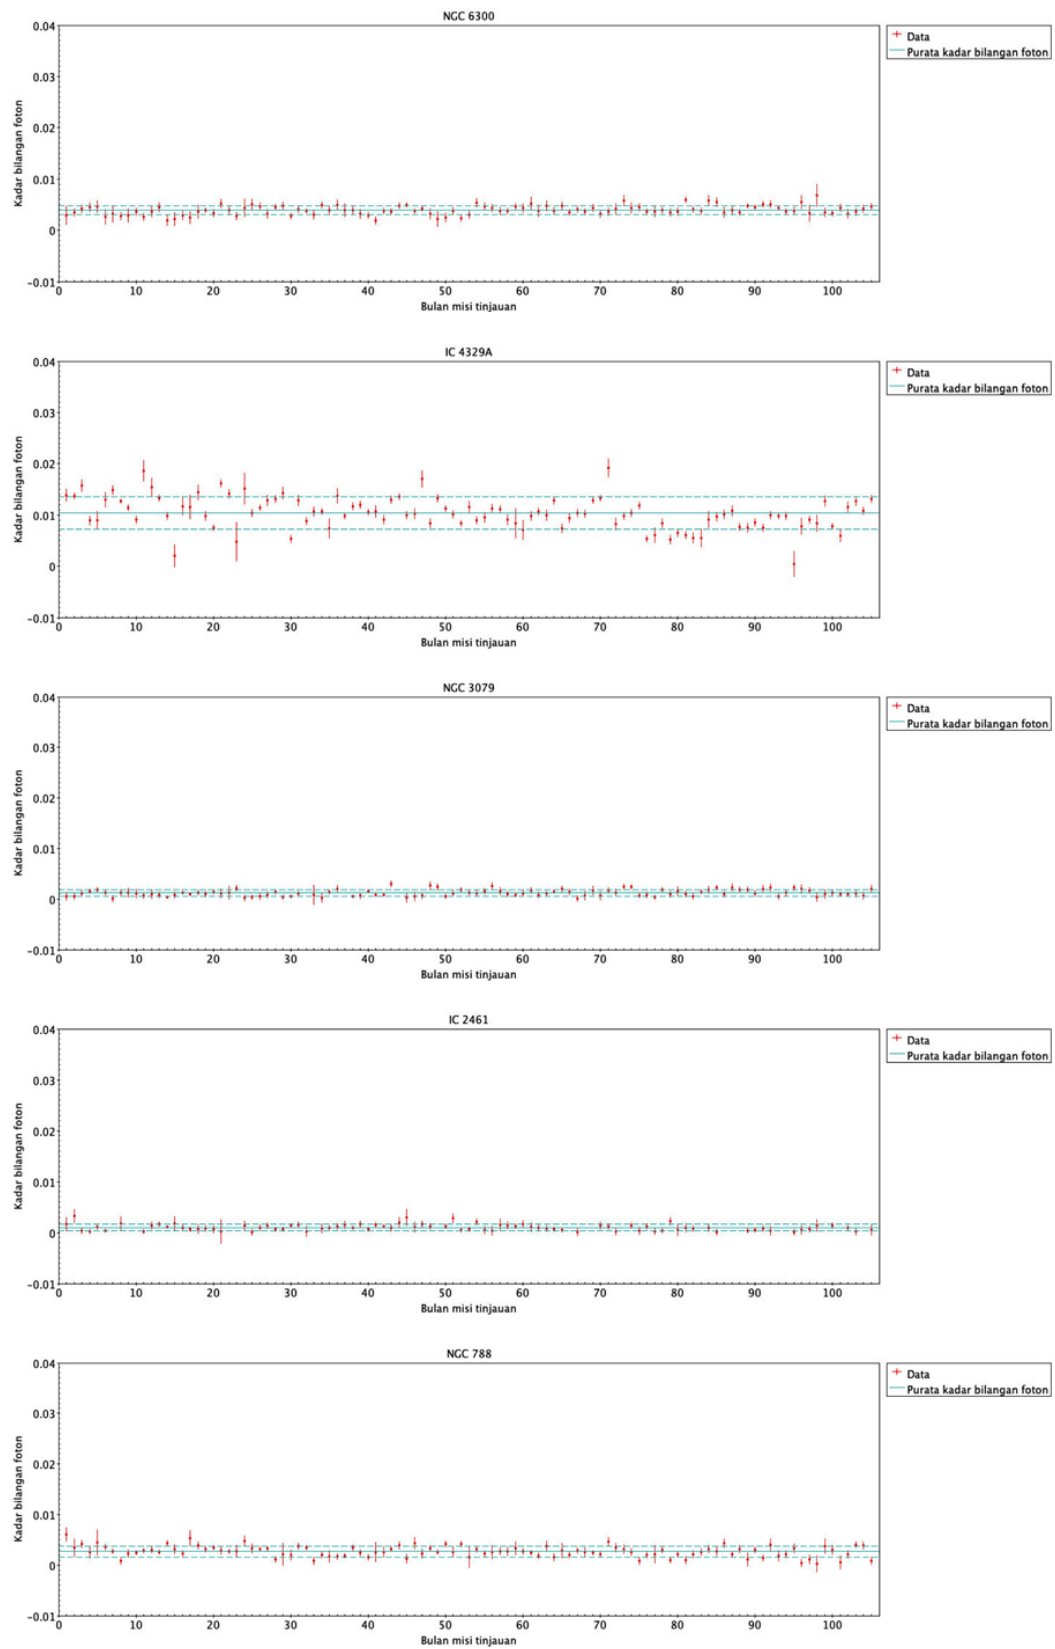 NGC 6300
0.04
0.03
0.02
0.01
0
−0.01
Kadar bilangan foton
0 10 20 30 40 50 60 70 80 90 100
Bulan misi tinjauan
Data
Purata kadar bilangan foton
IC 4329A
0.04
0.03
0.02
0.01
0
−0.01
Kadar bilangan foton
0 10 20 30 40 50 60 70 80 90 100
Bulan misi tinjauan
Data
Purata kadar bilangan foton
NGC 3079
0.04
0.03
0.02
0.01
0
−0.01
Kadar bilangan foton
0 10 20 30 40 50 60 70 80 90 100
Bulan misi tinjauan
Data
Purata kadar bilangan foton
IC 2461
0.04
0.03
0.02
0.01
0
−0.01
Kadar bilangan foton
0 10 20 30 40 50 60 70 80 90 100
Bulan misi tinjauan
Data
Purata kadar bilangan foton
NGC 788
0.04
0.03
0.02
0.01
0
−0.01
Kadar bilangan foton
0 10 20 30 40 50 60 70 80 90 100
Bulan misi tinjauan
Data
Purata kadar bilangan foton